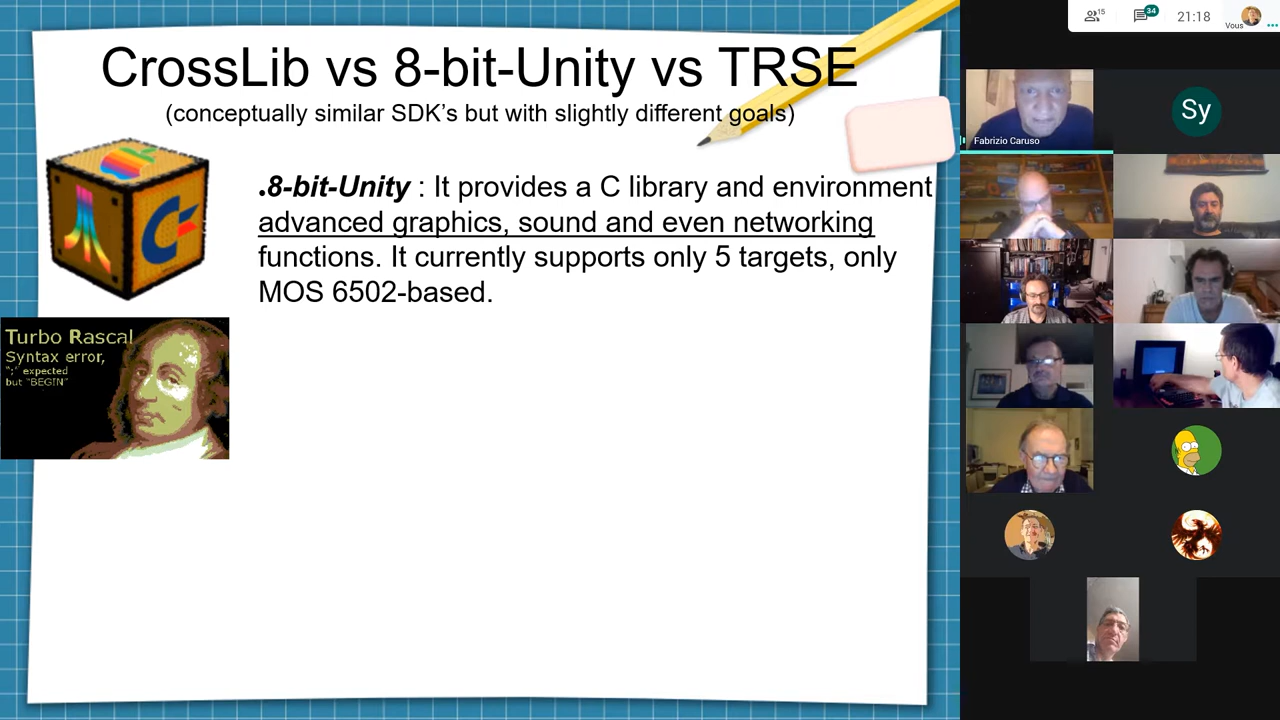 CrossLib vs 8-bit-Unity vs TRSE
(conceptually similar SDK's but with slightly different goals)
.8-bit-Unity : It provides a C library and environment
advanced graphics, sound and even networking
functions. It currently supports only 5 targets, only
MOS 6502-based.
Turbo Rascal
Syntax error,
“;” expected
but “BEGIN”
15
34
21:18
Vous
Fabrizio Caruso
Sy